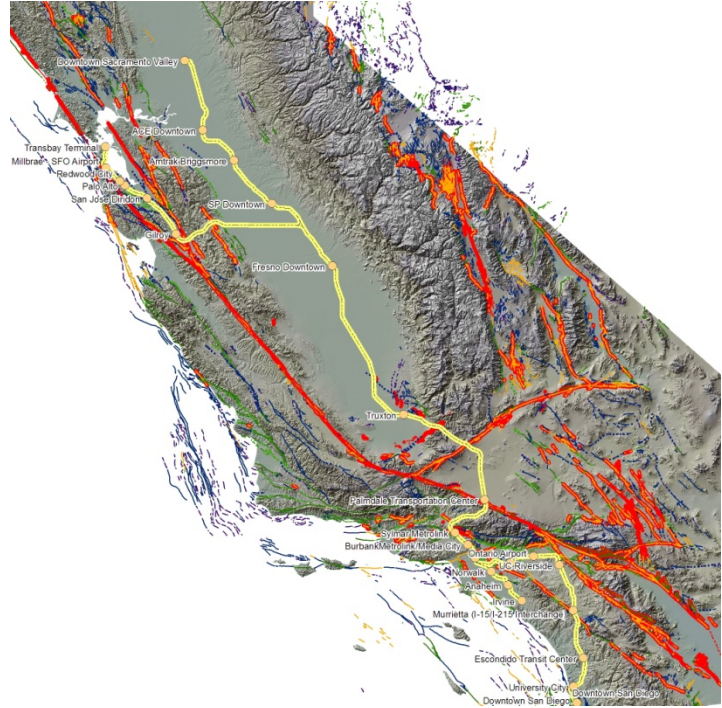 Downtown Sacramento Valley
ACE Downtown
Transbay Terminal
Millbrae - SFO Airport
Amtrak Briggsmore
Redwood City
Palo Alto
San Jose Diridon
SP Downtown
Gilroy
Fresno Downtown
Truxton
Palmdale Transportation Center
Sylmar Metrolink
Burbank Metrolink/Media City
Ontario Airport
UC Riverside
Norwalk
Anaheim
Irvine
Murrietta (I-15/I-215 Interchange)
Escondido Transit Center
University City
Downtown San Diego
Downtown San Diego